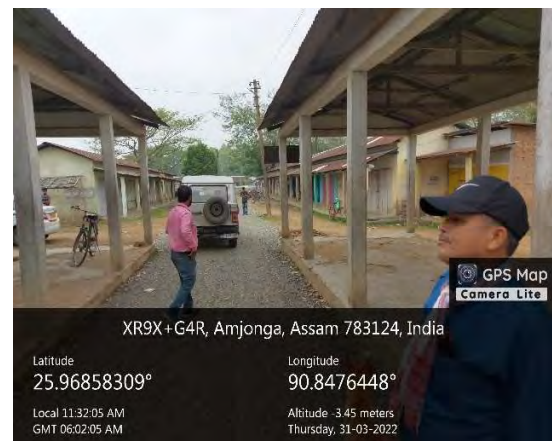 GPS Map
Camera Lite
XR9X+G4R, Amjonga, Assam 783124, India
Latitude
25.96858309°
Longitude
90.8476448°
Local 11:32:05 AM
GMT 06:02:05 AM
Altitude -3.45 meters
Thursday, 31-03-2022